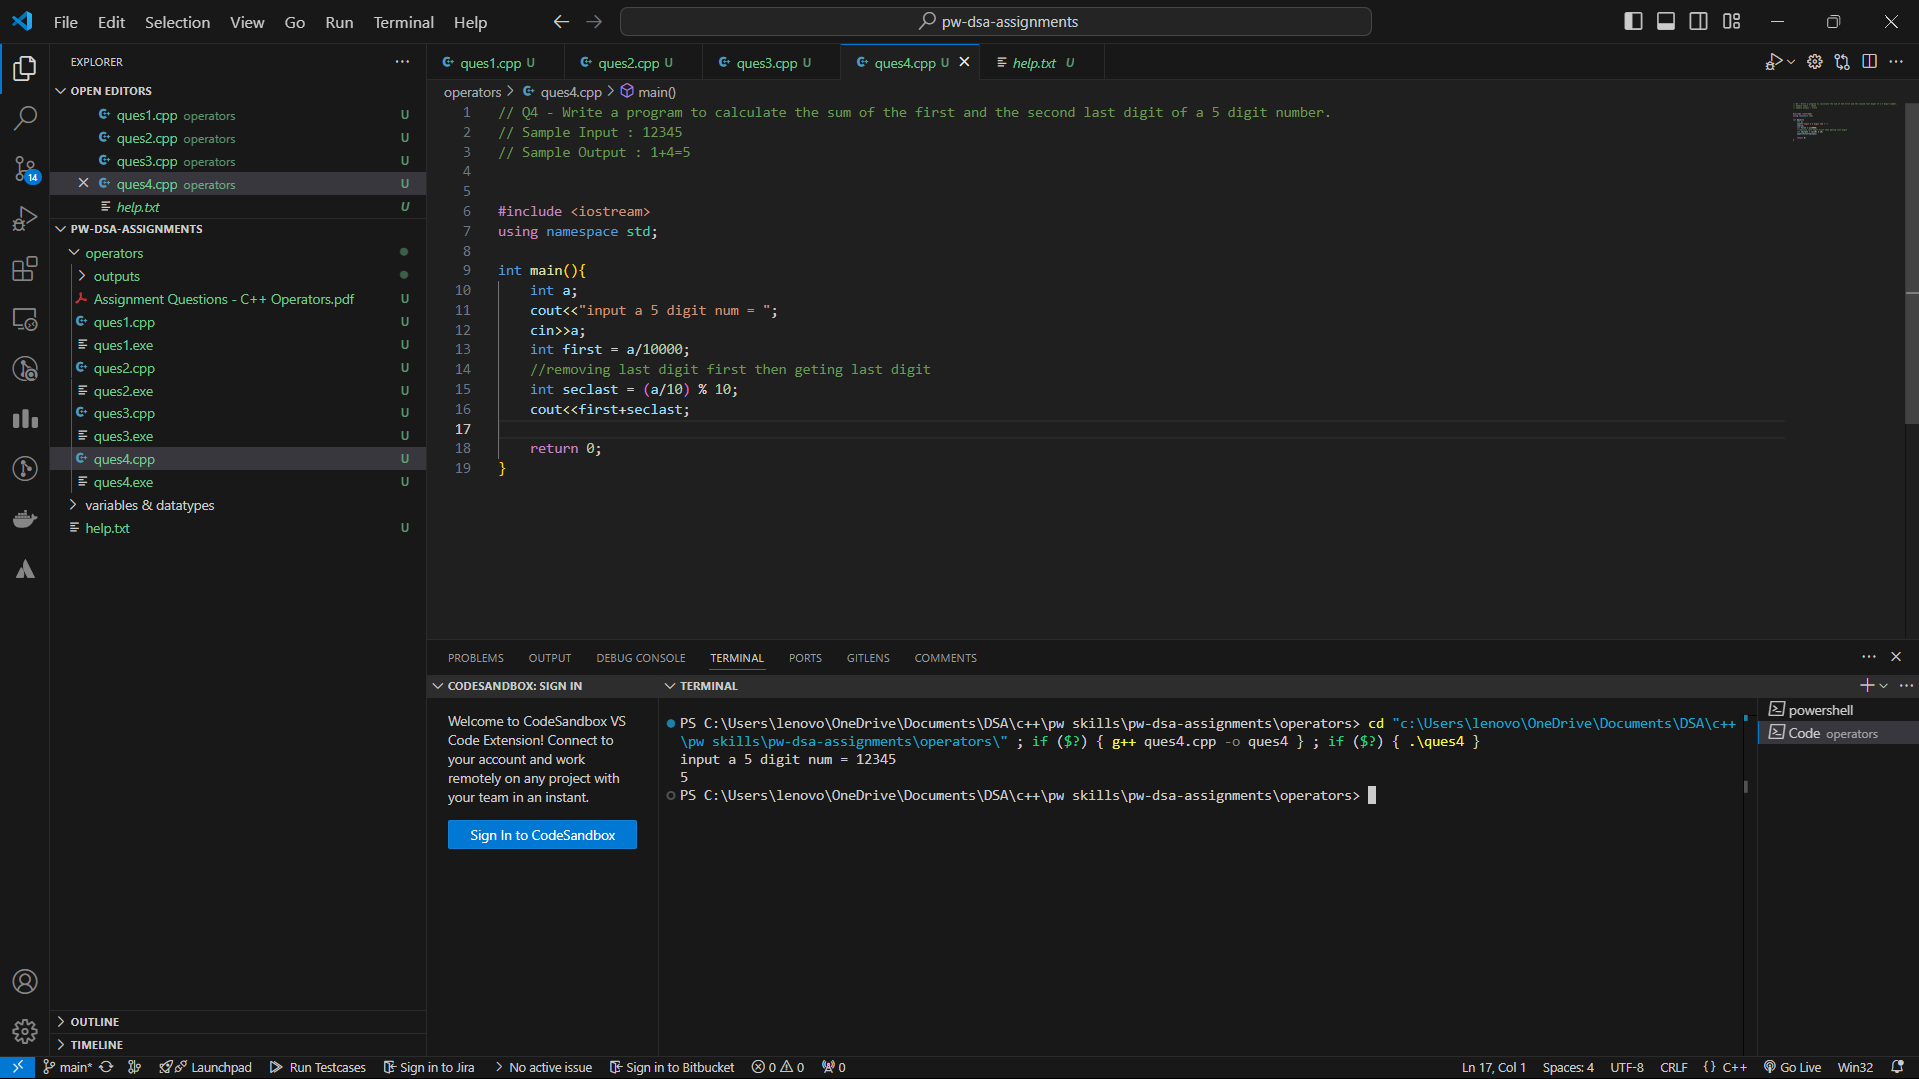 File Edit Selection View Go Run Terminal Help
pw-dsa-assignments
EXPLORER
OPEN EDITORS
ques1.cpp operators U
ques2.cpp operators U
ques3.cpp operators U
ques4.cpp operators U
help.txt U
PW-DSA-ASSIGNMENTS
operators
outputs
Assignment Questions - C++ Operators.pdf U
ques1.cpp U
ques1.exe U
ques2.cpp U
ques2.exe U
ques3.cpp U
ques3.exe U
ques4.cpp U
ques4.exe U
variables & datatypes
help.txt U
OUTLINE
TIMELINE
14
ques1.cpp U ques2.cpp U ques3.cpp U ques4.cpp U help.txt U
operators > ques4.cpp > main()
1 // Q4 - Write a program to calculate the sum of the first and the second last digit of a 5 digit number.
2 // Sample Input : 12345
3 // Sample Output : 1+4=5
4
5
6 #include <iostream>
7 using namespace std;
8
9 int main(){
10 int a;
11 cout<<"input a 5 digit num = ";
12 cin>>a;
13 int first = a/10000;
14 //removing last digit first then geting last digit
15 int seclast = (a/10) % 10;
16 cout<<first+seclast;
17
18 return 0;
19 }
PROBLEMS OUTPUT DEBUG CONSOLE TERMINAL PORTS GITLENS COMMENTS
CODESANDBOX: SIGN IN
Welcome to CodeSandbox VS
Code Extension! Connect to
your account and work
remotely on any project with
your team in an instant.
Sign In to CodeSandbox
TERMINAL
PS C:\Users\lenovo\OneDrive\Documents\DSA\c++\pw skills\pw-dsa-assignments\operators> cd "c:\Users\lenovo\OneDrive\Documents\DSA\c++
\pw skills\pw-dsa-assignments\operators\" ; if ($?) { g++ ques4.cpp -o ques4 } ; if ($?) { .\ques4 }
input a 5 digit num = 12345
5
PS C:\Users\lenovo\OneDrive\Documents\DSA\c++\pw skills\pw-dsa-assignments\operators>
powershell
Code operators
main* Launchpad Run Testcases Sign in to Jira No active issue Sign in to Bitbucket 0 0 0 Ln 17, Col 1 Spaces: 4 UTF-8 CRLF {} C++ Go Live Win32